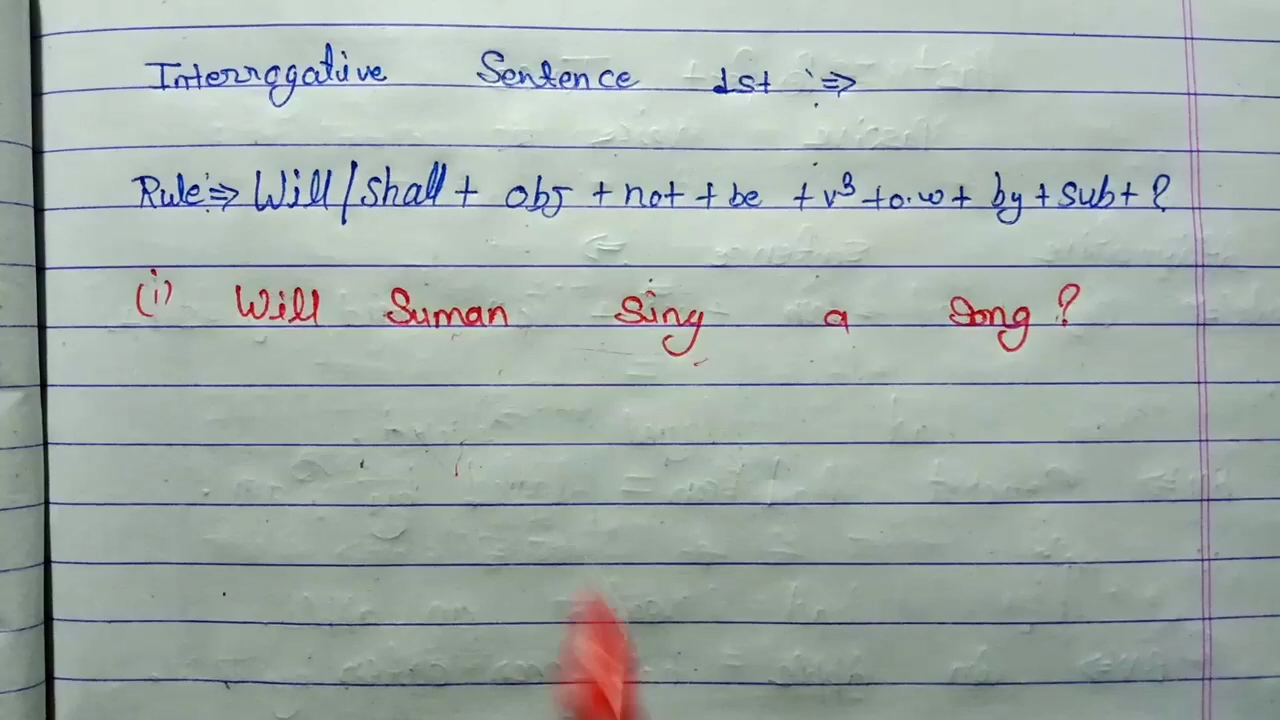 Interrogative Sentence 1st :⇒
Rule:⇒ Will/Shall + obj + not + be + v³ + o.w + by + sub + ?
(i) Will Suman Sing a Song?